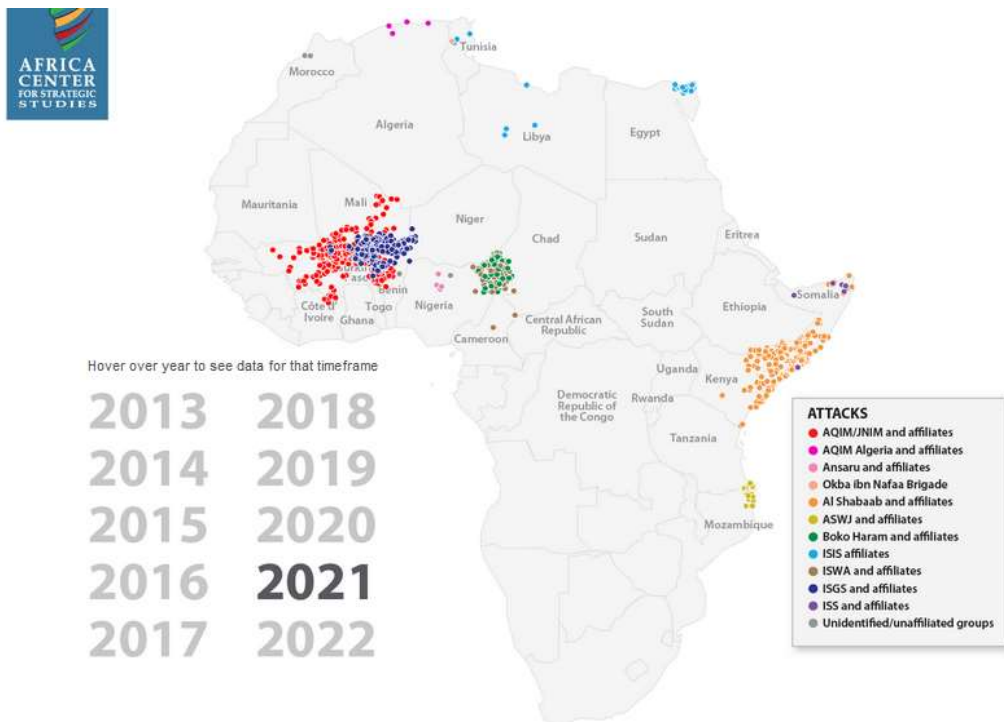 AFRICA
CENTER
FOR STRATEGIC
STUDIES
Tunisia
Morocco
Algeria
Libya
Egypt
Mauritania
Mali
Niger
Chad
Sudan
Eritrea
Benin
Côte d'
Ivoire
Ghana
Togo
Nigeria
Cameroon
Central African
Republic
South
Sudan
Ethiopia
Somalia
Uganda
Kenya
Rwanda
Democratic
Republic of
the Congo
Tanzania
Mozambique
Hover over year to see data for that timeframe
2013 2018
2014 2019
2015 2020
2016 2021
2017 2022
ATTACKS
AQIM/JNIM and affiliates
AQIM Algeria and affiliates
Ansaru and affiliates
Okba ibn Nafaa Brigade
Al Shabaab and affiliates
ASWJ and affiliates
Boko Haram and affiliates
ISIS affiliates
ISWA and affiliates
ISGS and affiliates
ISS and affiliates
Unidentified/unaffiliated groups